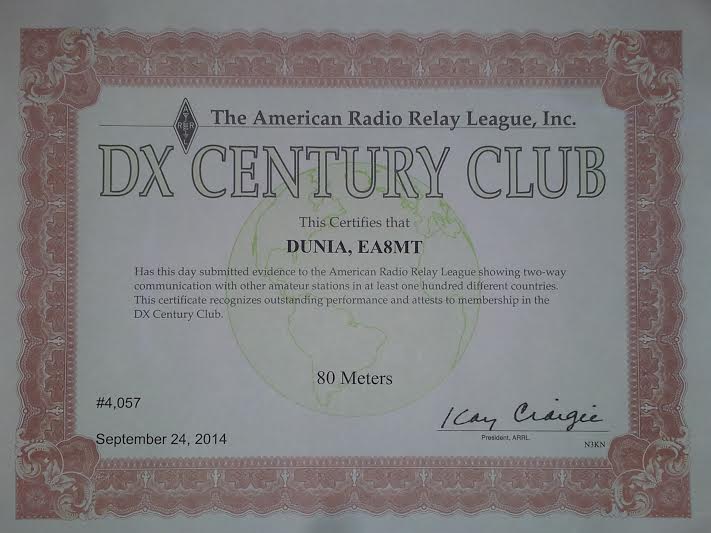 The American Radio Relay League, Inc.
DX CENTURY CLUB
This Certifies that
DUNIA, EA8MT
Has this day submitted evidence to the American Radio Relay League showing two-way
communication with other amateur stations in at least one hundred different countries.
This certificate recognizes outstanding performance and attests to membership in the
DX Century Club.
80 Meters
#4,057
Kay Craigie
September 24, 2014
President, ARRL
N3KN